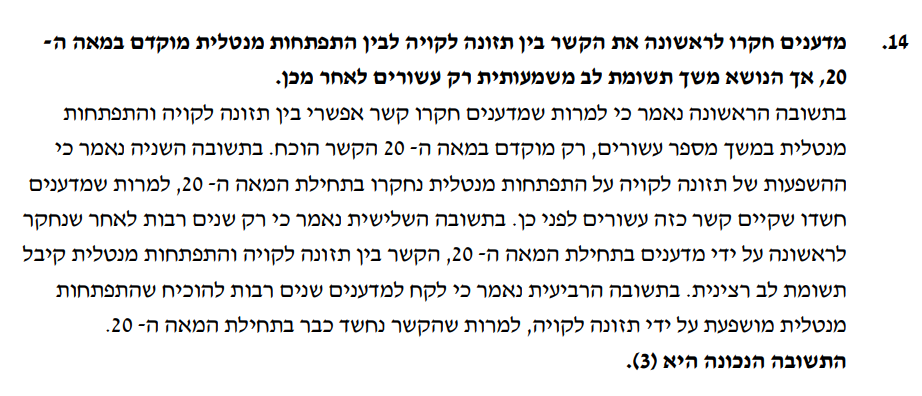 14. מדענים חקרו לראשונה את הקשר בין תזונה לקויה לבין התפתחות מנטלית מוקדם במאה ה-
20, אך הנושא משך תשומת לב משמעותית רק עשורים לאחר מכן.
בתשובה הראשונה נאמר כי למרות שמדענים חקרו קשר אפשרי בין תזונה לקויה והתפתחות
מנטלית במשך מספר עשורים, רק מוקדם במאה ה- 20 הקשר הוכח. בתשובה השניה נאמר כי
ההשפעות של תזונה לקויה על התפתחות מנטלית נחקרו בתחילת המאה ה- 20, למרות שמדענים
חשדו שקיים קשר כזה עשורים לפני כן. בתשובה השלישית נאמר כי רק שנים רבות לאחר שנחקר
לראשונה על ידי מדענים בתחילת המאה ה- 20, הקשר בין תזונה לקויה והתפתחות מנטלית קיבל
תשומת לב רצינית. בתשובה הרביעית נאמר כי לקח למדענים שנים רבות להוכיח שהתפתחות
מנטלית מושפעת על ידי תזונה לקויה, למרות שהקשר נחשד כבר בתחילת המאה ה- 20.
התשובה הנכונה היא (3).